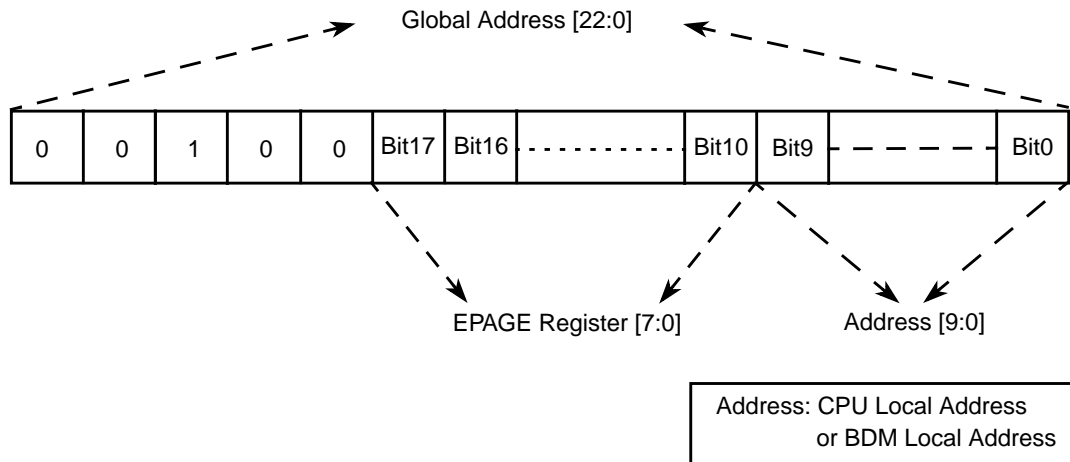 Global Address [22:0]
0 0 1 0 0 Bit17 Bit16 Bit10 Bit9 Bit0
EPAGE Register [7:0] Address [9:0]
Address: CPU Local Address
or BDM Local Address